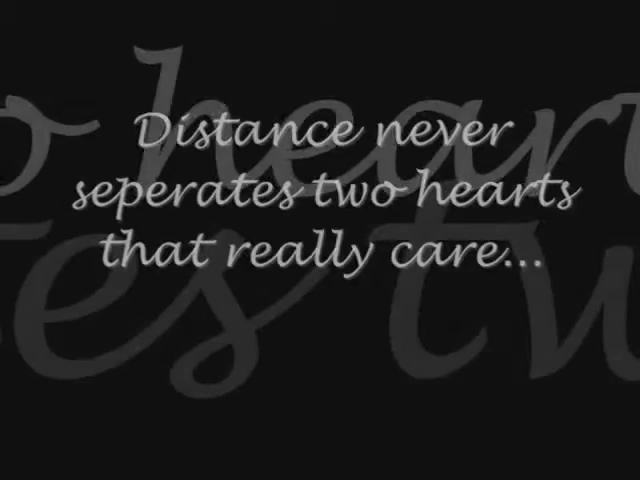 Distance never
seperates two hearts
that really care...